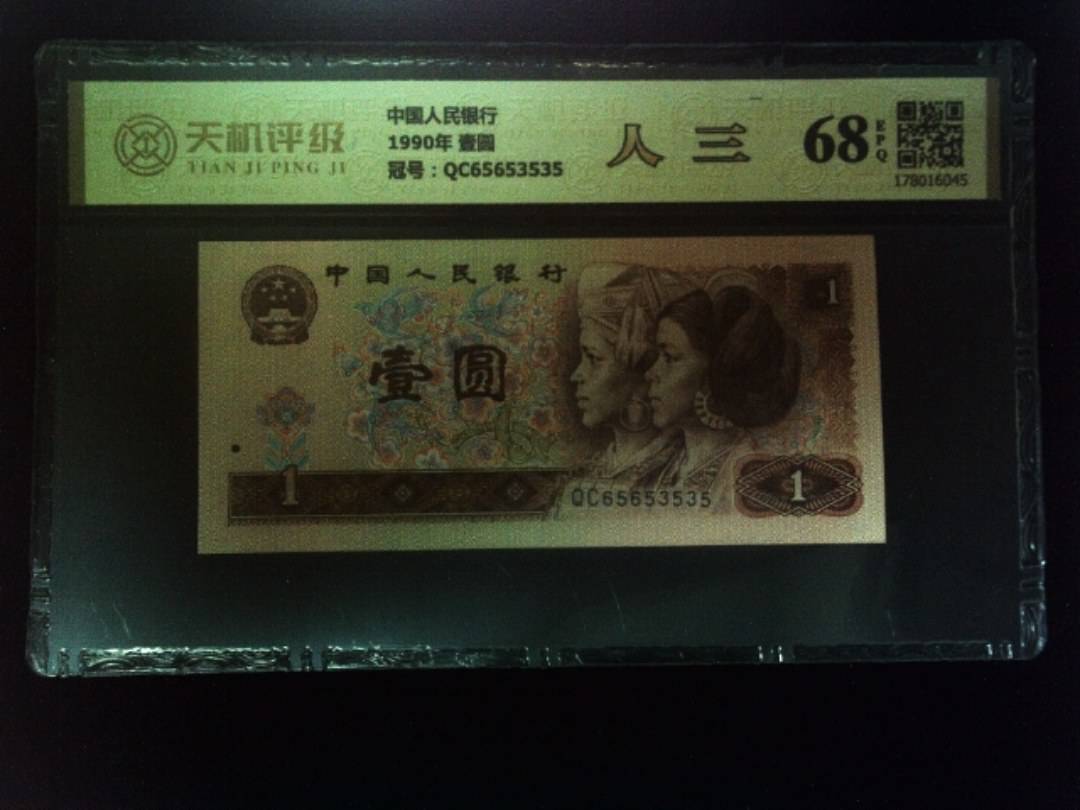 天机评级
TIAN JI PING JI
中国人民银行
1990年 壹圆
冠号：QC65653535
人三
68
EPQ
178016045
中国人民银行
壹圆
1
1
QC65653535
1